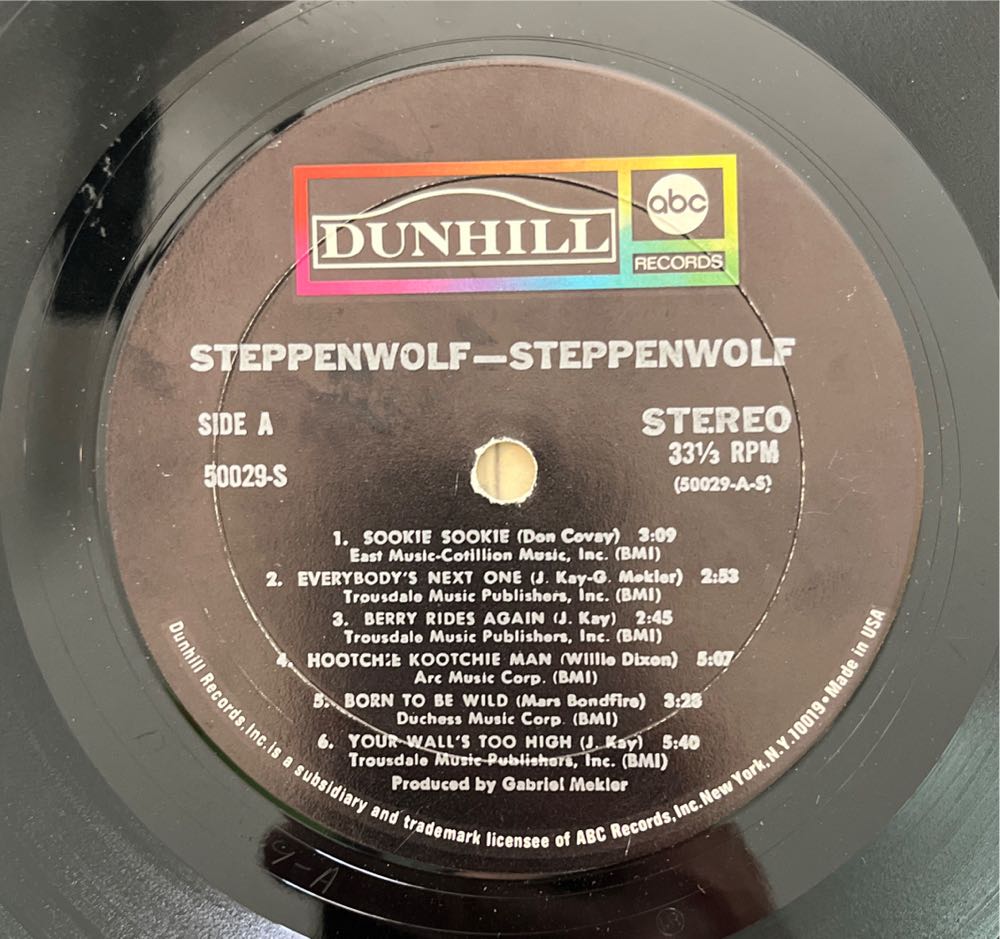 DUNHILL
abc
RECORDS
STEPPENWOLF—STEPPENWOLF
SIDE A
STEREO
50029-S
33⅓ RPM
(50029-A-S)
1. SOOKIE SOOKIE (Don Covay) 3:09
East Music-Cotillion Music, Inc. (BMI)
2. EVERYBODY'S NEXT ONE (J. Kay-G. Mekler) 2:53
Trousdale Music Publishers, Inc. (BMI)
3. BERRY RIDES AGAIN (J. Kay) 2:45
Trousdale Music Publishers, Inc. (BMI)
4. HOOTCHIE KOOTCHIE MAN (Willie Dixon) 5:07
Arc Music Corp. (BMI)
5. BORN TO BE WILD (Mars Bondfire) 3:28
Duchess Music Corp. (BMI)
6. YOUR WALL'S TOO HIGH (J. Kay) 5:40
Trousdale Music Publishers, Inc. (BMI)
Produced by Gabriel Mekler
Dunhill Records, Inc. is a subsidiary and trademark licensee of ABC Records, Inc. New York, N.Y. 10019 • Made in USA